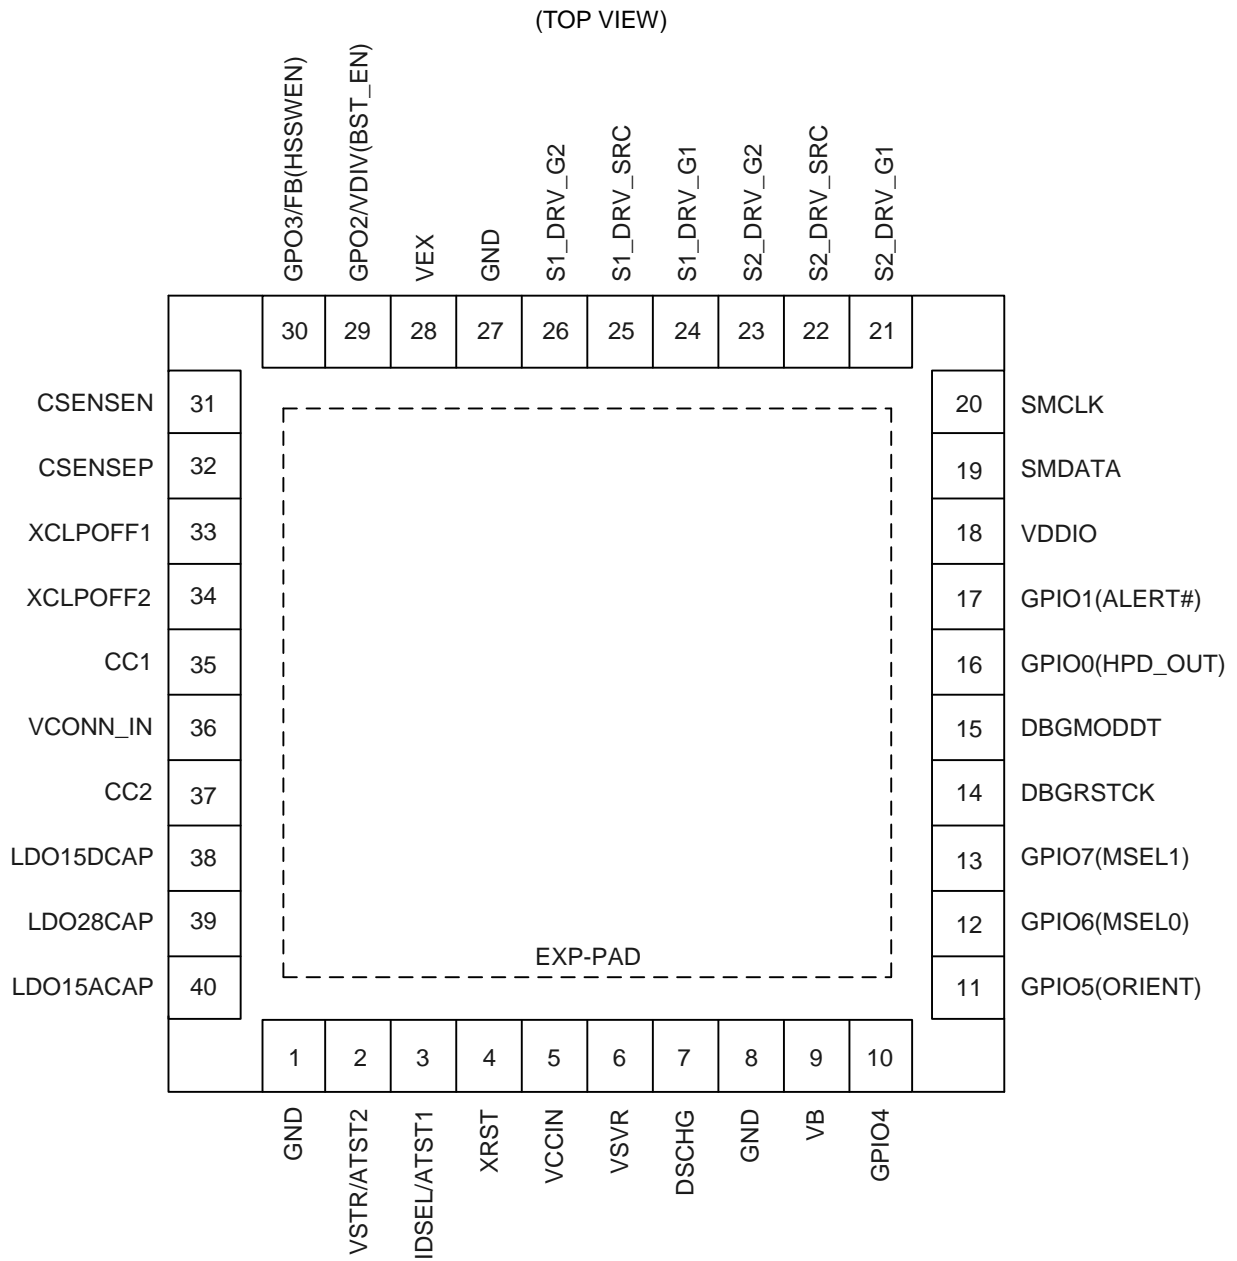 (TOP VIEW)
GPO3/FB(HSSWEN)
GPO2/VDIV(BST_EN)
VEX
GND
S1_DRV_G2
S1_DRV_SRC
S1_DRV_G1
S2_DRV_G2
S2_DRV_SRC
S2_DRV_G1
30 29 28 27 26 25 24 23 22 21
CSENSEN 31
20 SMCLK
CSENSEP 32
19 SMDATA
XCLPOFF1 33
18 VDDIO
XCLPOFF2 34
17 GPIO1(ALERT#)
CC1 35
16 GPIO0(HPD_OUT)
VCONN_IN 36
15 DBGMODDT
CC2 37
14 DBGRSTCK
LDO15DCAP 38
13 GPIO7(MSEL1)
LDO28CAP 39
12 GPIO6(MSEL0)
EXP-PAD
LDO15ACAP 40
11 GPIO5(ORIENT)
1 2 3 4 5 6 7 8 9 10
GND
VSTR/ATST2
IDSEL/ATST1
XRST
VCCIN
VSVR
DSCHG
GND
VB
GPIO4